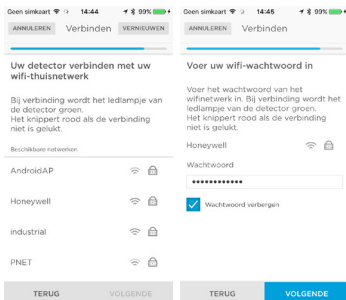 Geen simkaart 14:44 99%
ANNULEREN Verbinden VERNIEUWEN
Uw detector verbinden met uw
wifi-thuisnetwerk
Bij verbinding wordt het ledlampje van
de detector groen.
Het knippert rood als de verbinding
niet is gelukt.
Beschikbare netwerken
AndroidAP
Honeywell
industrial
PNET
TERUG VOLGENDE
Geen simkaart 14:45 99%
ANNULEREN Verbinden
Voer uw wifi-wachtwoord in
Voer het wachtwoord van het
wifinetwerk in. Bij verbinding wordt het
ledlampje van de detector groen.
Het knippert rood als de verbinding
niet is gelukt.
Honeywell
Wachtwoord
••••••••••••
Wachtwoord verbergen
TERUG VOLGENDE